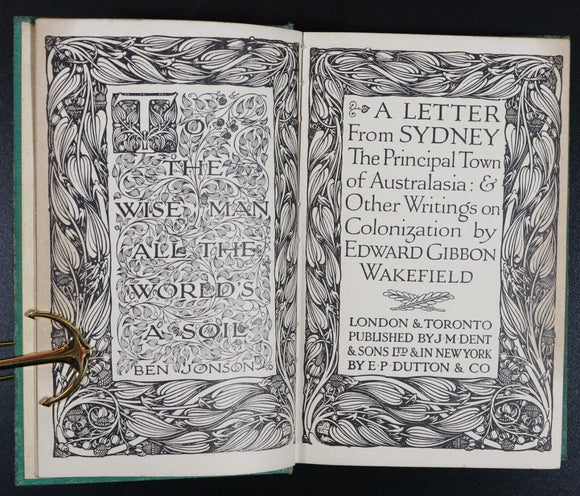 TO
THE
WISE MAN
ALL THE
WORLD'S
A SOIL
BEN JONSON
A LETTER
From SYDNEY
The Principal Town
of Australasia: &
Other Writings on
Colonization by
EDWARD GIBBON
WAKEFIELD
LONDON & TORONTO
PUBLISHED BY J·M·DENT
& SONS LTD & IN NEW YORK
BY E·P·DUTTON & CO